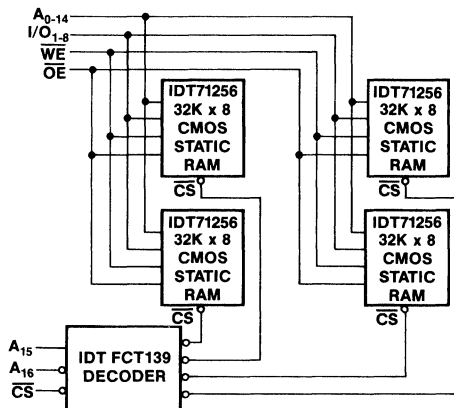 A0-14
I/O1-8
WE
OE
IDT71256
32K x 8
CMOS
STATIC
RAM
CS
IDT71256
32K x 8
CMOS
STATIC
RAM
CS
IDT71256
32K x 8
CMOS
STATIC
RAM
CS
IDT71256
32K x 8
CMOS
STATIC
RAM
CS
A15
A16
CS
IDT FCT139
DECODER